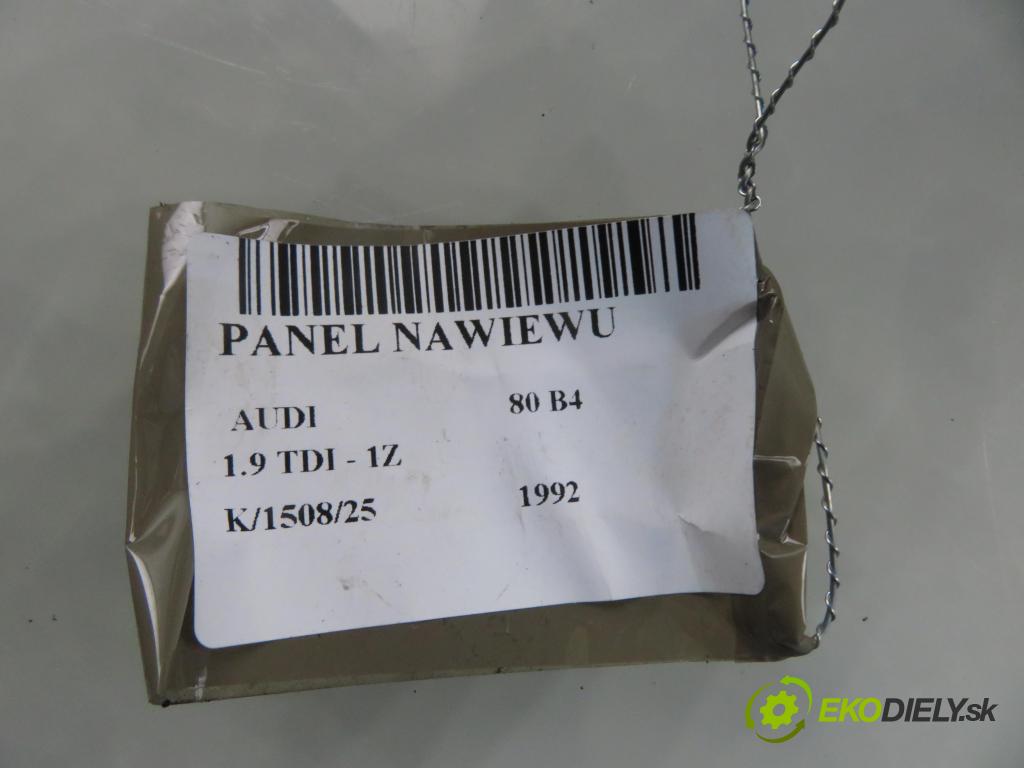 PANEL NAWIEWU
AUDI 80 B4
1.9 TDI - 1Z
K/1508/25 1992
EKODIELY.sk